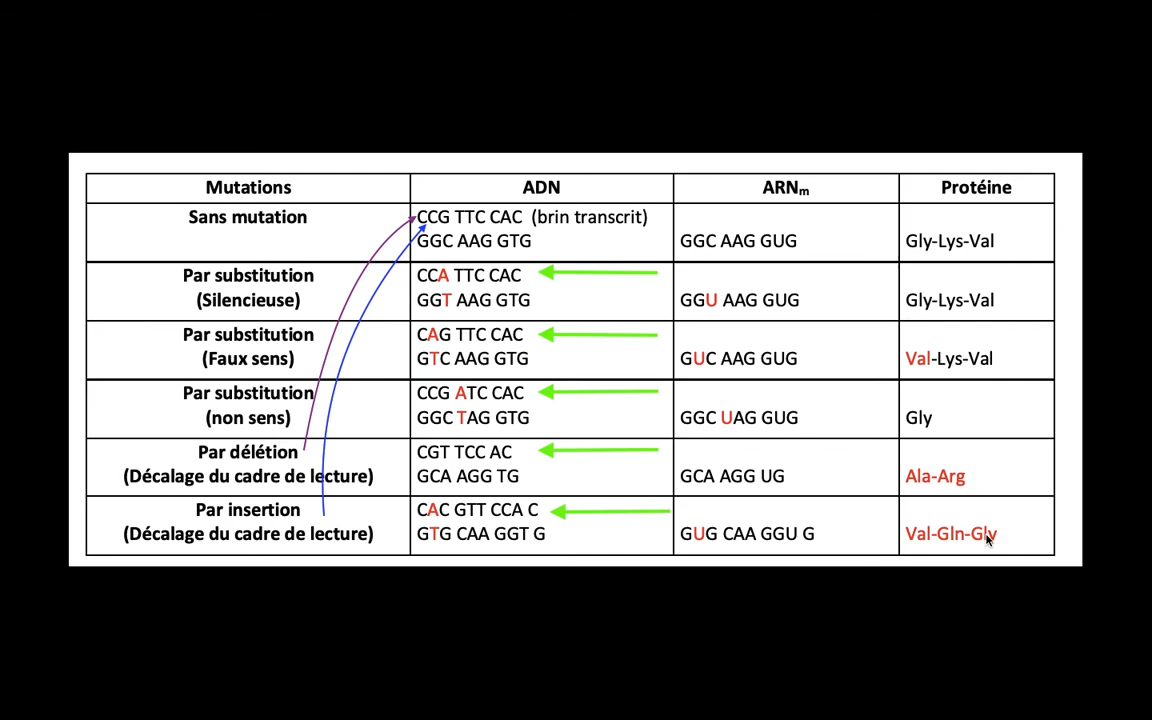 Mutations ADN ARNm Protéine
Sans mutation CCG TTC CAC (brin transcrit)
GGC AAG GTG GGC AAG GUG Gly-Lys-Val
Par substitution CCA TTC CAC
(Silencieuse) GGT AAG GTG GGU AAG GUG Gly-Lys-Val
Par substitution CAG TTC CAC
(Faux sens) GTC AAG GTG GUC AAG GUG Val-Lys-Val
Par substitution CCG ATC CAC
(non sens) GGC TAG GTG GGC UAG GUG Gly
Par délétion CGT TCC AC
(Décalage du cadre de lecture) GCA AGG TG GCA AGG UG Ala-Arg
Par insertion CAC GTT CCA C
(Décalage du cadre de lecture) GTG CAA GGT G GUG CAA GGU G Val-Gln-Gly